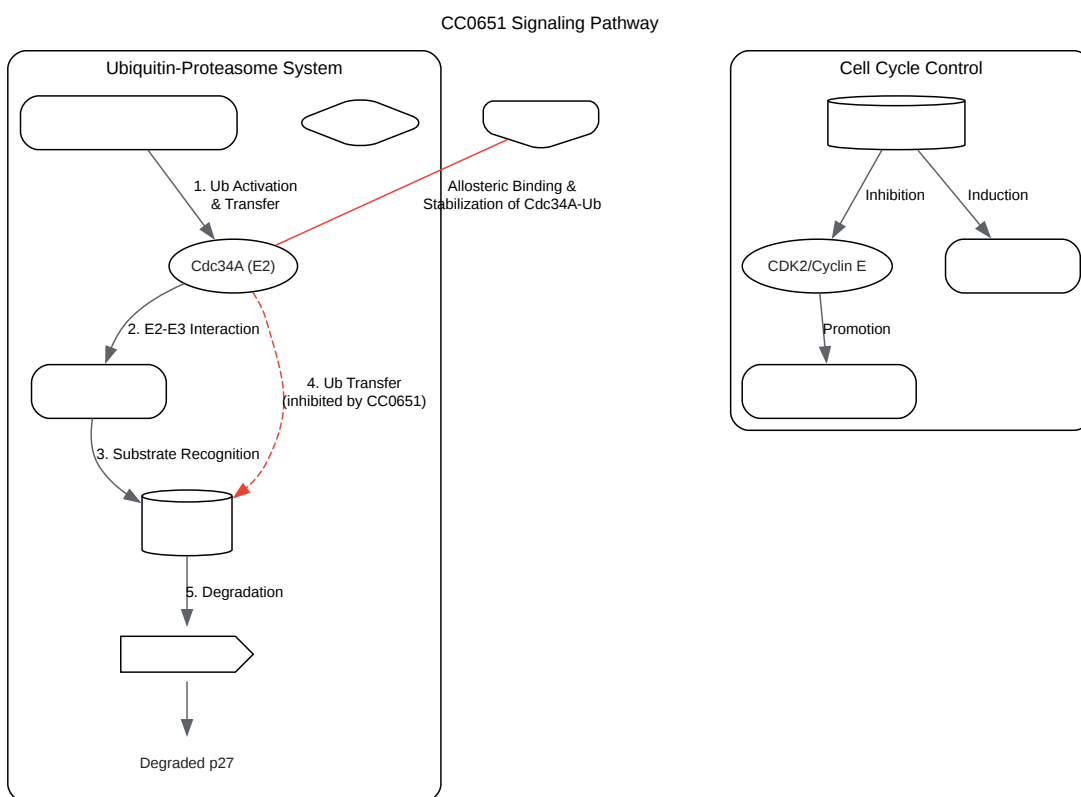 CC0651 Signaling Pathway
Ubiquitin-Proteasome System
Cell Cycle Control
1. Ub Activation
& Transfer
Allosteric Binding &
Stabilization of Cdc34A-Ub
Inhibition
Induction
Cdc34A (E2)
CDK2/Cyclin E
2. E2-E3 Interaction
Promotion
4. Ub Transfer
(inhibited by CC0651)
3. Substrate Recognition
5. Degradation
Degraded p27